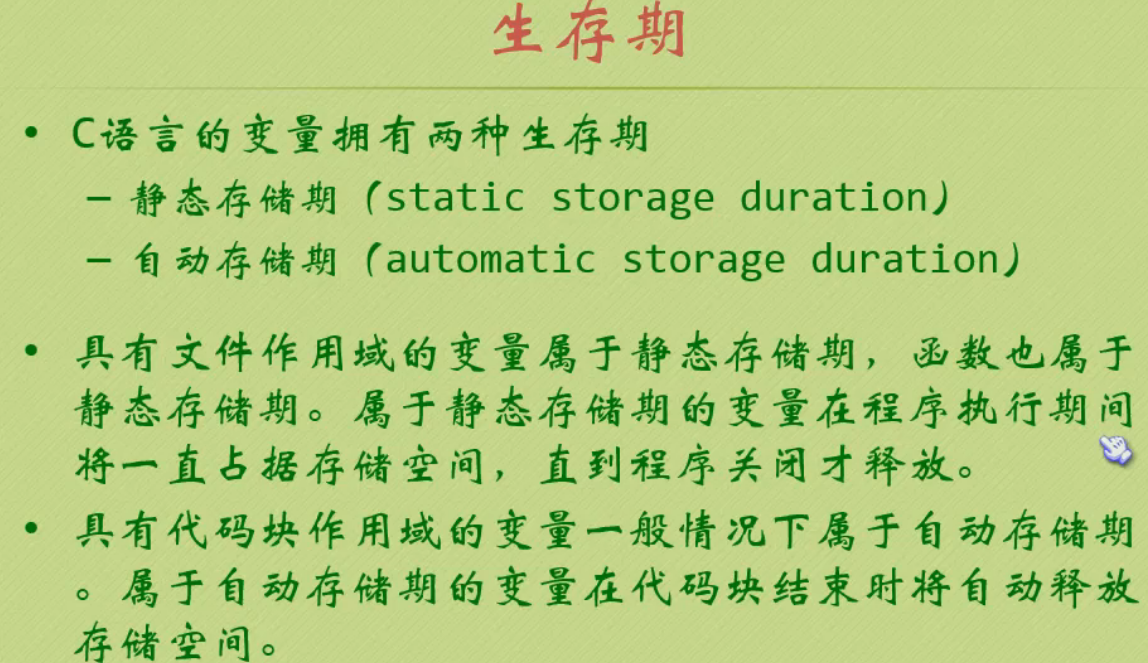 生存期
• C语言的变量拥有两种生存期
– 静态存储期（static storage duration）
– 自动存储期（automatic storage duration）
• 具有文件作用域的变量属于静态存储期，函数也属于
静态存储期。属于静态存储期的变量在程序执行期间
将一直占据存储空间，直到程序关闭才释放。
• 具有代码块作用域的变量一般情况下属于自动存储期
。属于自动存储期的变量在代码块结束时将自动释放
存储空间。